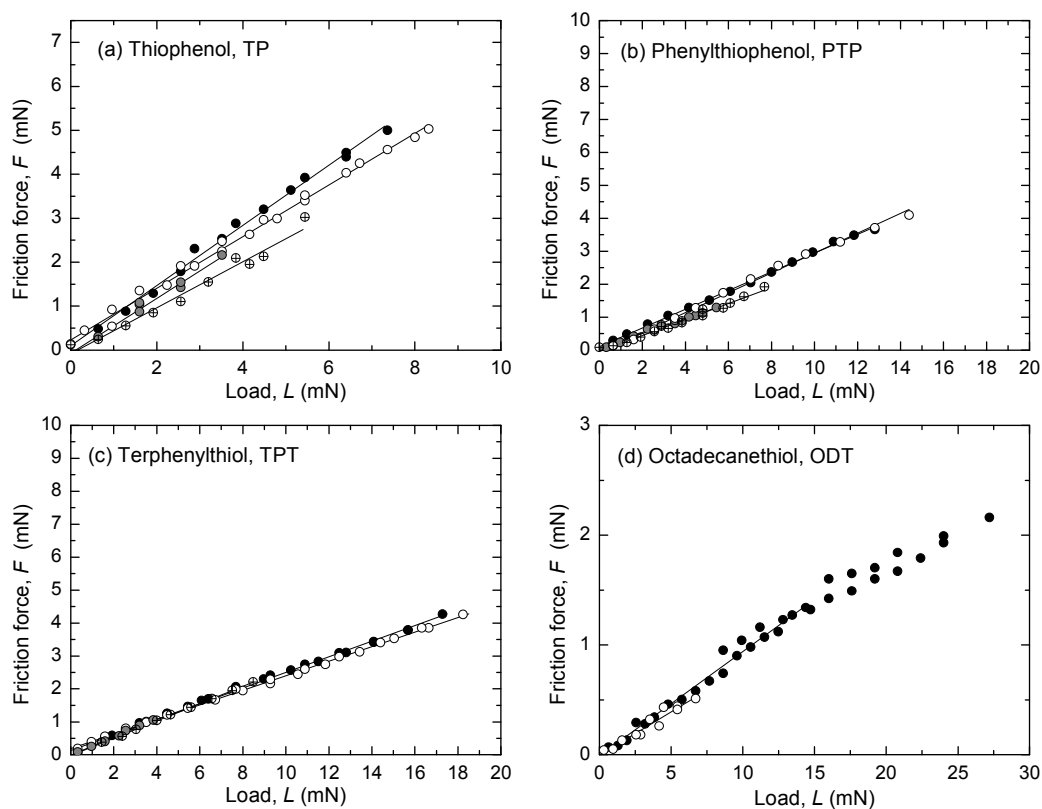 (a) Thiophenol, TP
7
6
5
4
3
2
1
0
Friction force, F (mN)
0 2 4 6 8 10
Load, L (mN)
(b) Phenylthiophenol, PTP
10
9
8
7
6
5
4
3
2
1
0
Friction force, F (mN)
0 2 4 6 8 10 12 14 16 18 20
Load, L (mN)
(c) Terphenylthiol, TPT
10
9
8
7
6
5
4
3
2
1
0
Friction force, F (mN)
0 2 4 6 8 10 12 14 16 18 20
Load, L (mN)
(d) Octadecanethiol, ODT
3
2
1
0
Friction force, F (mN)
0 5 10 15 20 25 30
Load, L (mN)